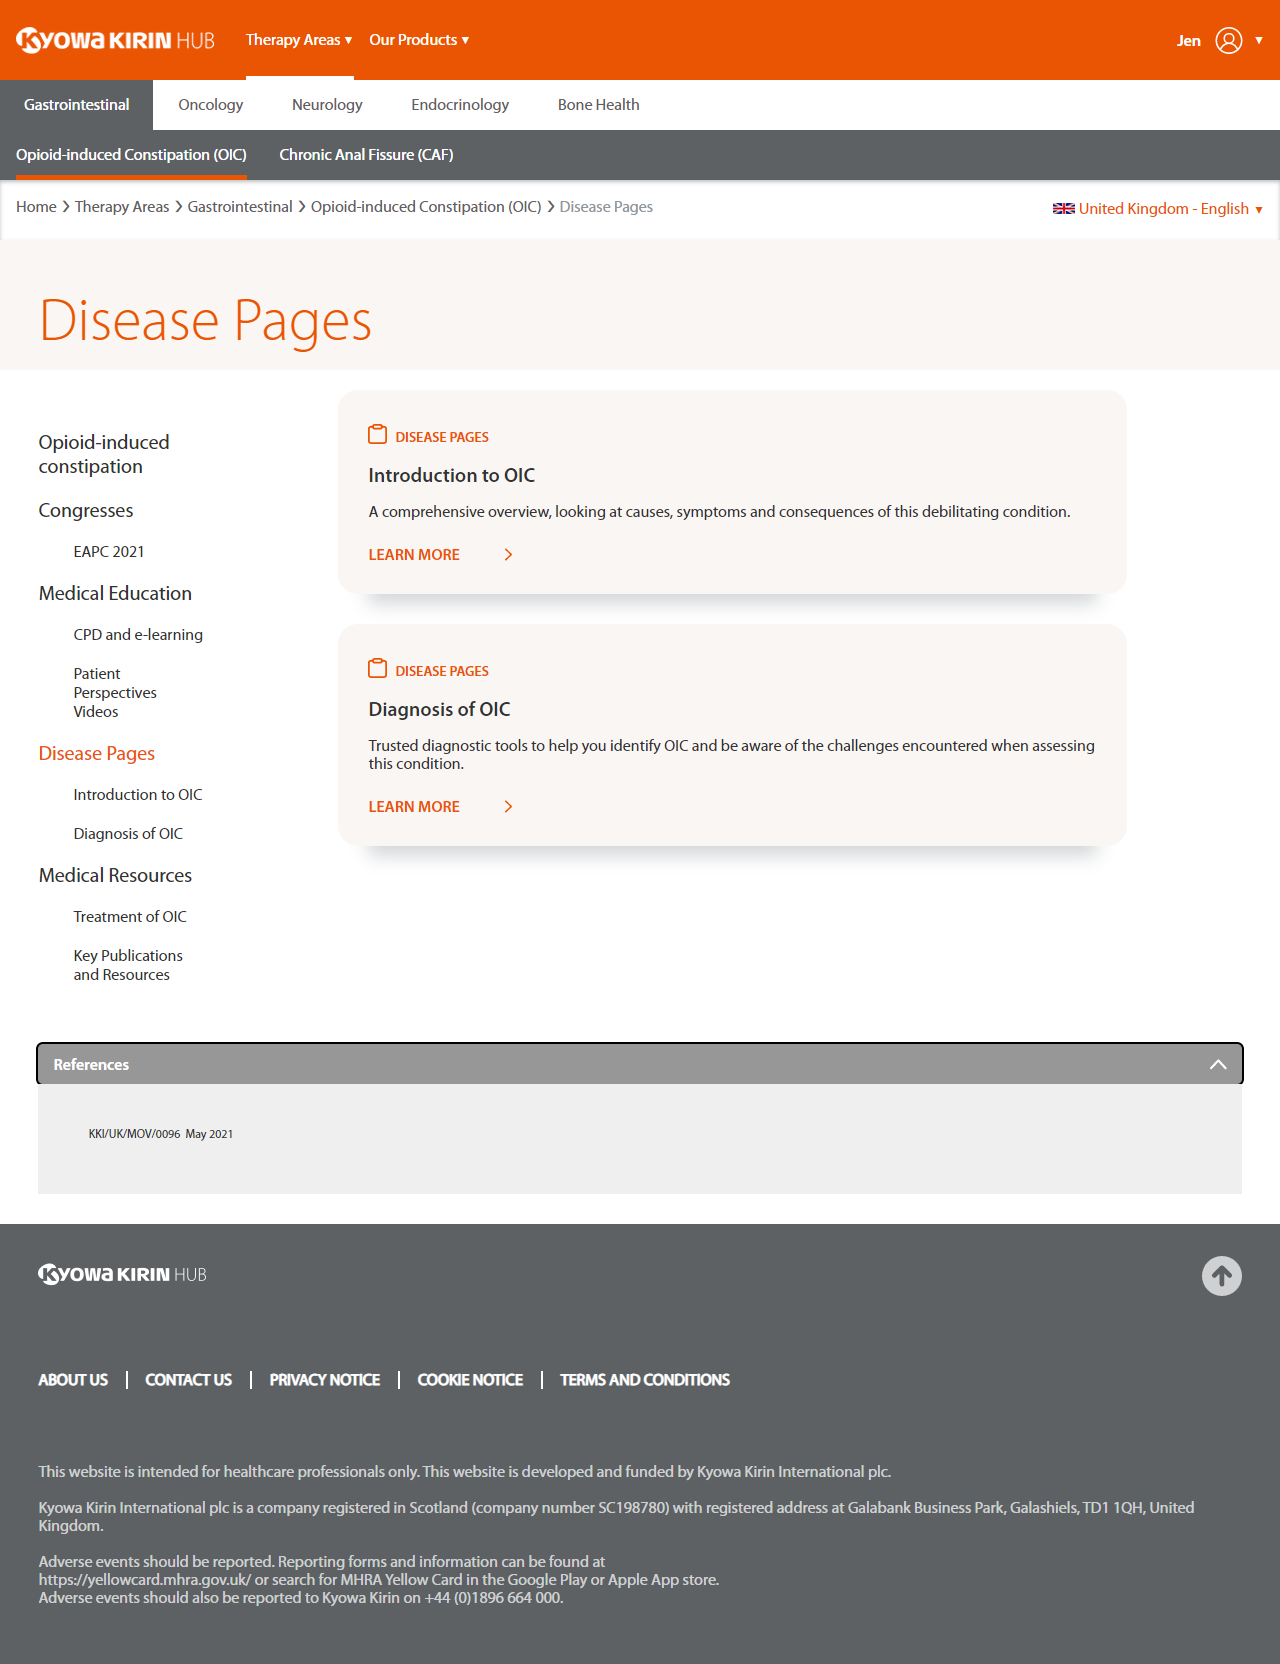 KYOWA KIRIN HUB
Therapy Areas ▾ Our Products ▾
Jen ▾
Gastrointestinal Oncology Neurology Endocrinology Bone Health
Opioid-induced Constipation (OIC) Chronic Anal Fissure (CAF)
Home > Therapy Areas > Gastrointestinal > Opioid-induced Constipation (OIC) > Disease Pages
United Kingdom - English ▾
Disease Pages
Opioid-induced
constipation
Congresses
EAPC 2021
Medical Education
CPD and e-learning
Patient
Perspectives
Videos
Disease Pages
Introduction to OIC
Diagnosis of OIC
Medical Resources
Treatment of OIC
Key Publications
and Resources
DISEASE PAGES
Introduction to OIC
A comprehensive overview, looking at causes, symptoms and consequences of this debilitating condition.
LEARN MORE >
DISEASE PAGES
Diagnosis of OIC
Trusted diagnostic tools to help you identify OIC and be aware of the challenges encountered when assessing
this condition.
LEARN MORE >
References
KKI/UK/MOV/0096 May 2021
KYOWA KIRIN HUB
ABOUT US | CONTACT US | PRIVACY NOTICE | COOKIE NOTICE | TERMS AND CONDITIONS
This website is intended for healthcare professionals only. This website is developed and funded by Kyowa Kirin International plc.
Kyowa Kirin International plc is a company registered in Scotland (company number SC198780) with registered address at Galabank Business Park, Galashiels, TD1 1QH, United
Kingdom.
Adverse events should be reported. Reporting forms and information can be found at
https://yellowcard.mhra.gov.uk/ or search for MHRA Yellow Card in the Google Play or Apple App store.
Adverse events should also be reported to Kyowa Kirin on +44 (0)1896 664 000.